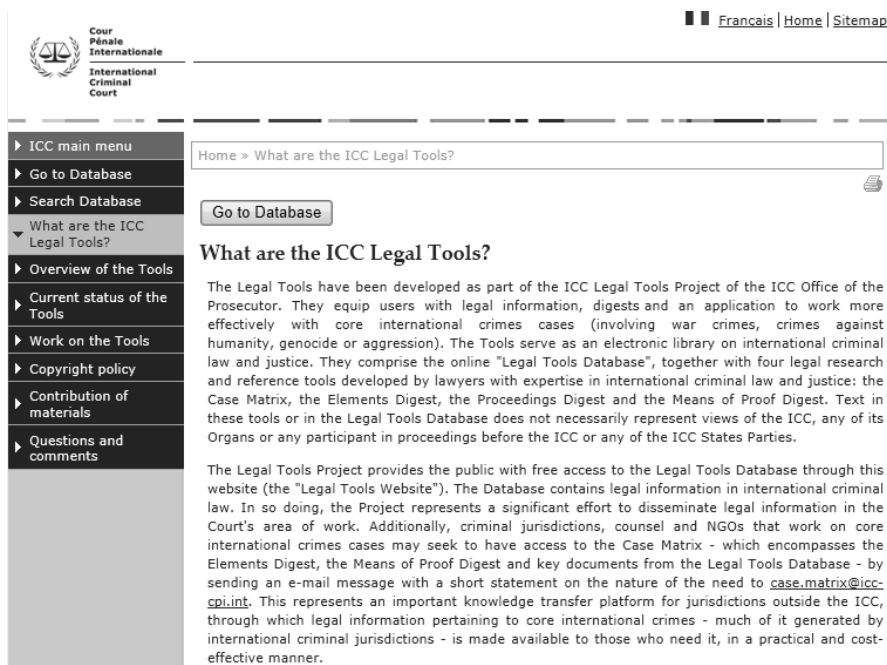 Français | Home | Sitemap
Cour
Pénale
Internationale
International
Criminal
Court
ICC main menu
Go to Database
Search Database
What are the ICC
Legal Tools?
Overview of the Tools
Current status of the
Tools
Work on the Tools
Copyright policy
Contribution of
materials
Questions and
comments
Home » What are the ICC Legal Tools?
Go to Database
What are the ICC Legal Tools?
The Legal Tools have been developed as part of the ICC Legal Tools Project of the ICC Office of the
Prosecutor. They equip users with legal information, digests and an application to work more
effectively with core international crimes cases (involving war crimes, crimes against
humanity, genocide or aggression). The Tools serve as an electronic library on international criminal
law and justice. They comprise the online "Legal Tools Database", together with four legal research
and reference tools developed by lawyers with expertise in international criminal law and justice: the
Case Matrix, the Elements Digest, the Proceedings Digest and the Means of Proof Digest. Text in
these tools or in the Legal Tools Database does not necessarily represent views of the ICC, any of its
Organs or any participant in proceedings before the ICC or any of the ICC States Parties.
The Legal Tools Project provides the public with free access to the Legal Tools Database through this
website (the "Legal Tools Website"). The Database contains legal information in international criminal
law. In so doing, the Project represents a significant effort to disseminate legal information in the
Court's area of work. Additionally, criminal jurisdictions, counsel and NGOs that work on core
international crimes cases may seek to have access to the Case Matrix - which encompasses the
Elements Digest, the Means of Proof Digest and key documents from the Legal Tools Database - by
sending an e-mail message with a short statement on the nature of the need to case.matrix@icc-
cpi.int. This represents an important knowledge transfer platform for jurisdictions outside the ICC,
through which legal information pertaining to core international crimes - much of it generated by
international criminal jurisdictions - is made available to those who need it, in a practical and cost-
effective manner.